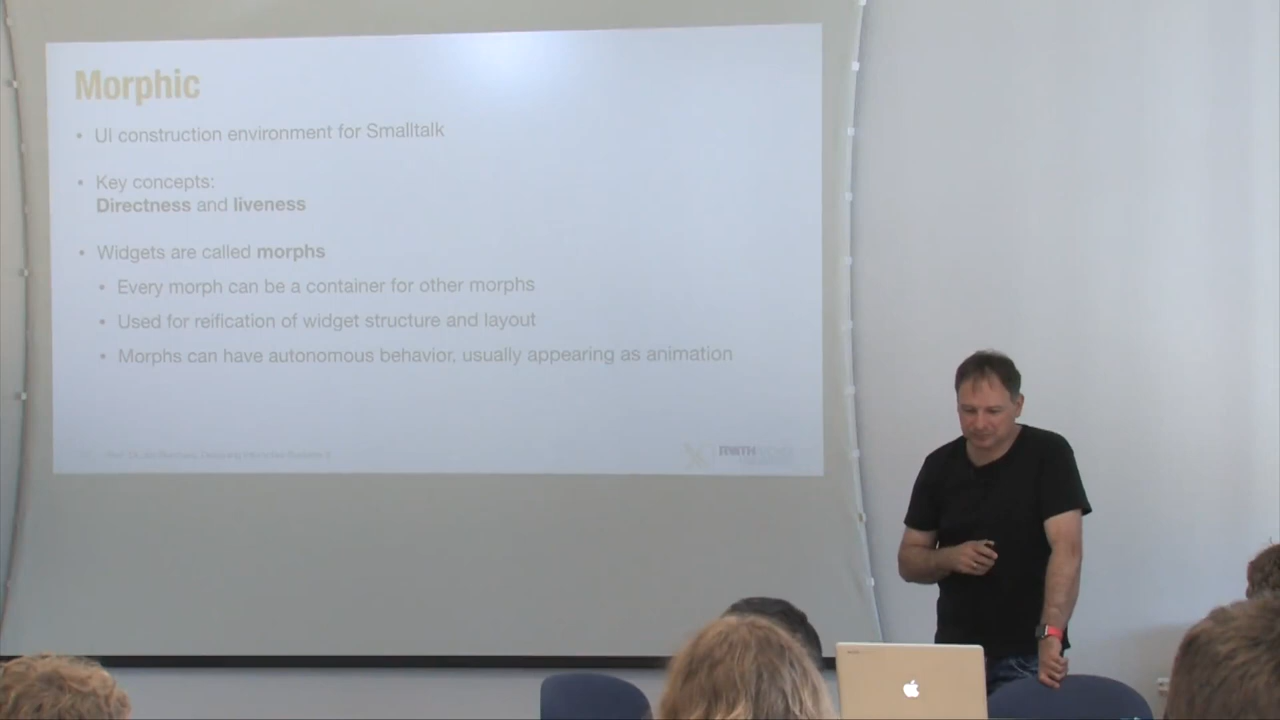 Morphic
• UI construction environment for Smalltalk
• Key concepts:
Directness and liveness
• Widgets are called morphs
• Every morph can be a container for other morphs
• Used for reification of widget structure and layout
• Morphs can have autonomous behavior, usually appearing as animation
RWTH